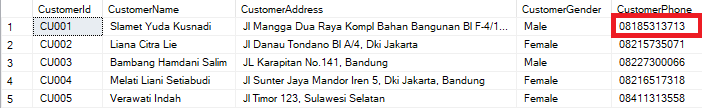 CustomerId CustomerName CustomerAddress CustomerGender CustomerPhone
1 CU001 Slamet Yuda Kusnadi Jl Mangga Dua Raya Kompl Bahan Bangunan Bl F-4/1... Male 08185313713
2 CU002 Liana Citra Lie Jl Danau Tondano Bl A/4, Dki Jakarta Female 08215735071
3 CU003 Bambang Hamdani Salim JL Karapitan No.141, Bandung Male 08227300066
4 CU004 Melati Liani Setiabudi Jl Sunter Jaya Mandor Iren 5, Dki Jakarta, Bandung Female 08216517318
5 CU005 Verawati Indah Jl Timor 123, Sulawesi Selatan Female 08411313558